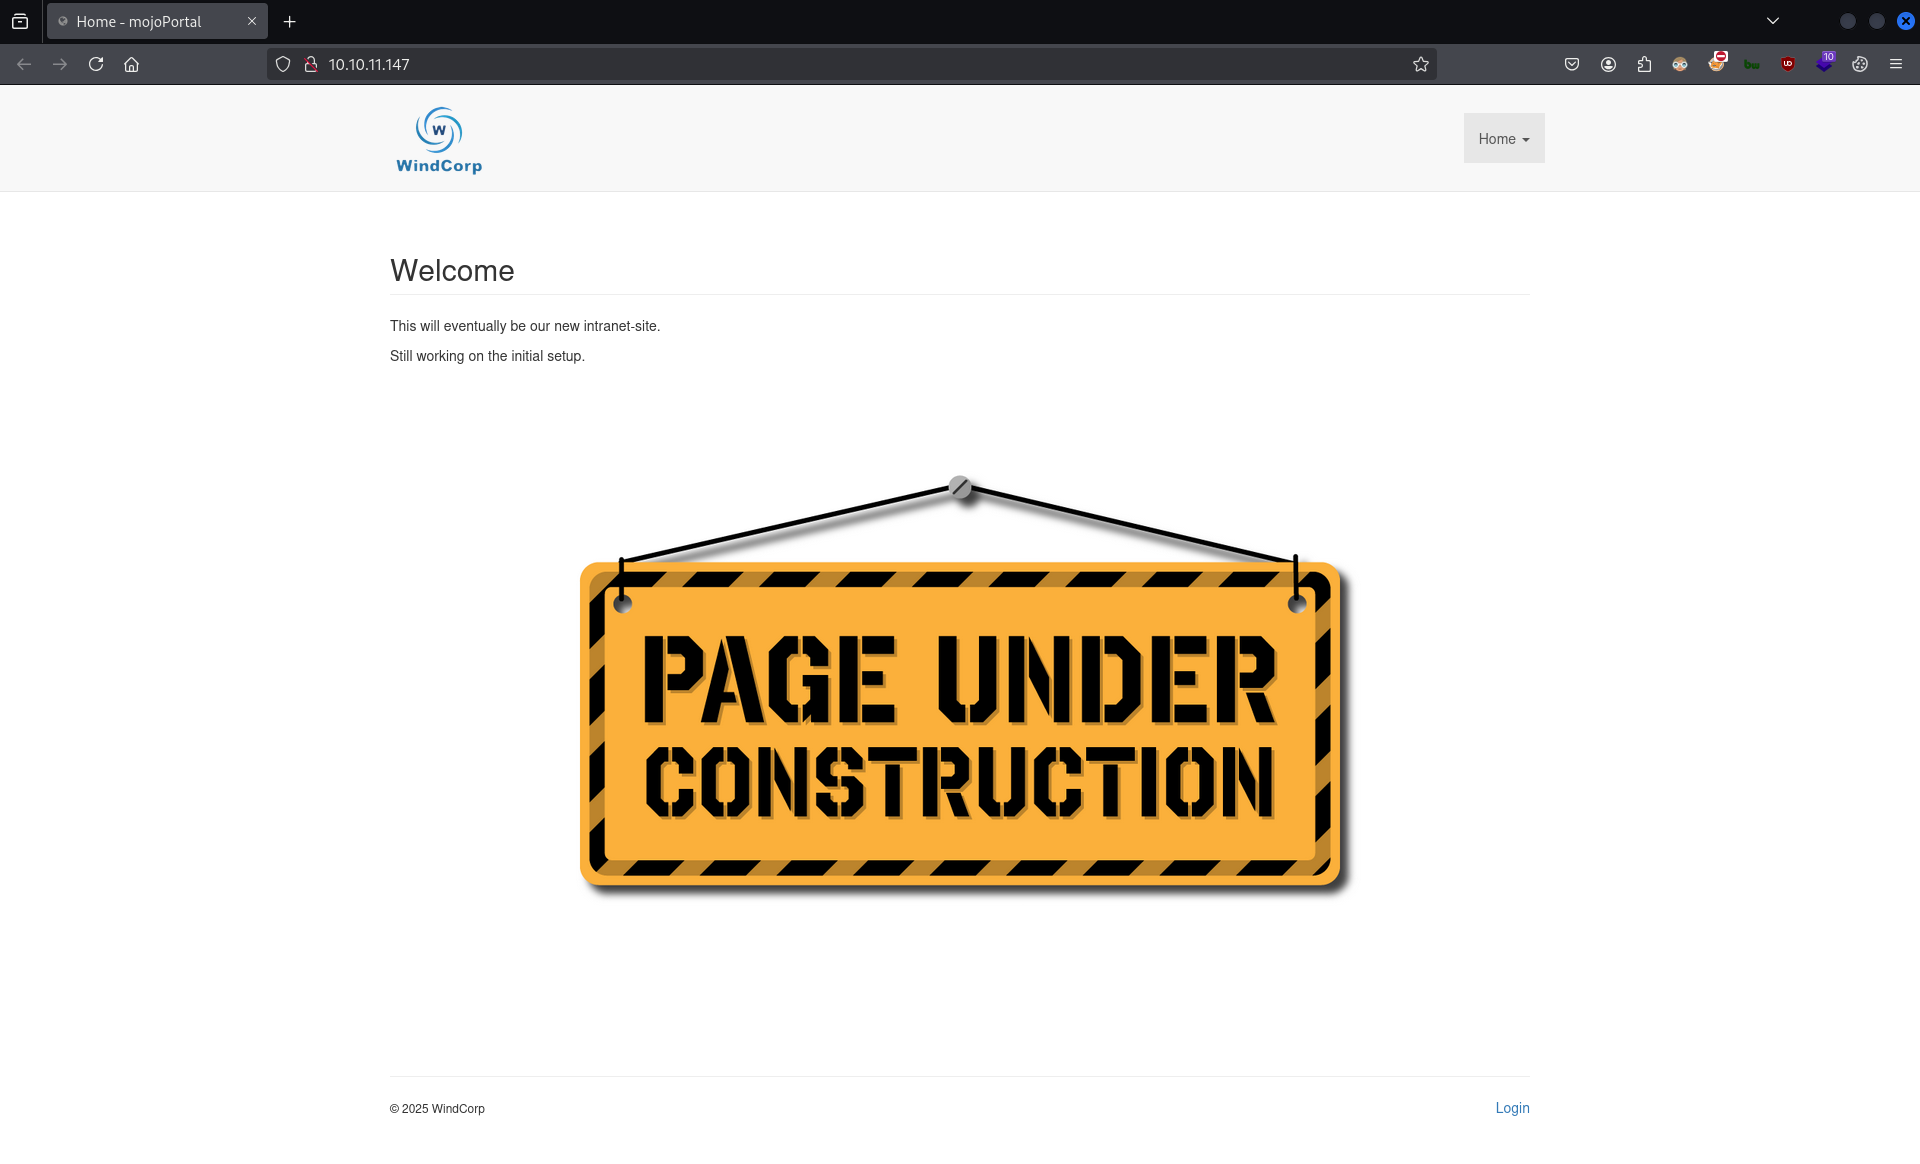 Home - mojoPortal
10.10.11.147
10
W
WindCorp
Home
Welcome
This will eventually be our new intranet-site.
Still working on the initial setup.
PAGE UNDER
CONSTRUCTION
© 2025 WindCorp
Login